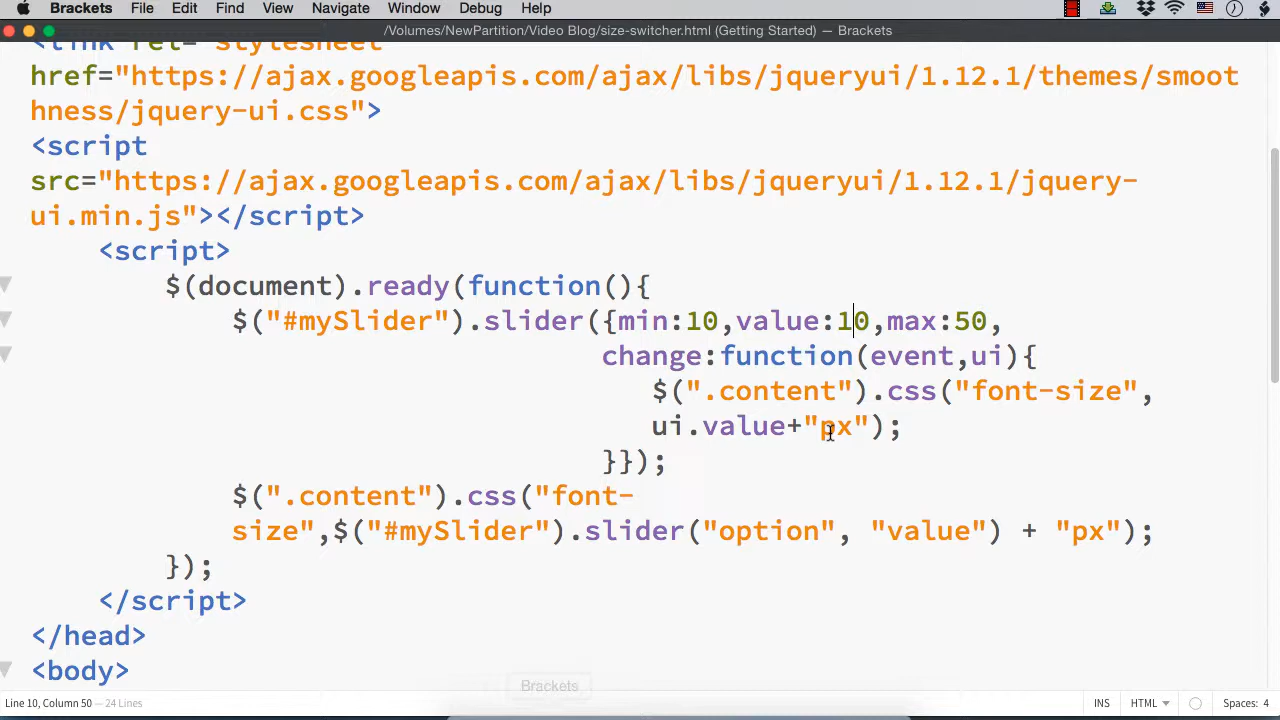 Brackets File Edit Find View Navigate Window Debug Help
/Volumes/NewPartition/Video Blog/size-switcher.html (Getting Started) — Brackets
<link rel="stylesheet"
href="https://ajax.googleapis.com/ajax/libs/jqueryui/1.12.1/themes/smoot
hness/jquery-ui.css">
<script
src="https://ajax.googleapis.com/ajax/libs/jqueryui/1.12.1/jquery-
ui.min.js"></script>
<script>
$(document).ready(function(){
$("#mySlider").slider({min:10,value:10,max:50,
change:function(event,ui){
$(".content").css("font-size",
ui.value+"px");
}});
$(".content").css("font-
size",$("#mySlider").slider("option", "value") + "px");
});
</script>
</head>
<body>
Brackets
Line 10, Column 50 — 24 Lines
INS HTML Spaces: 4